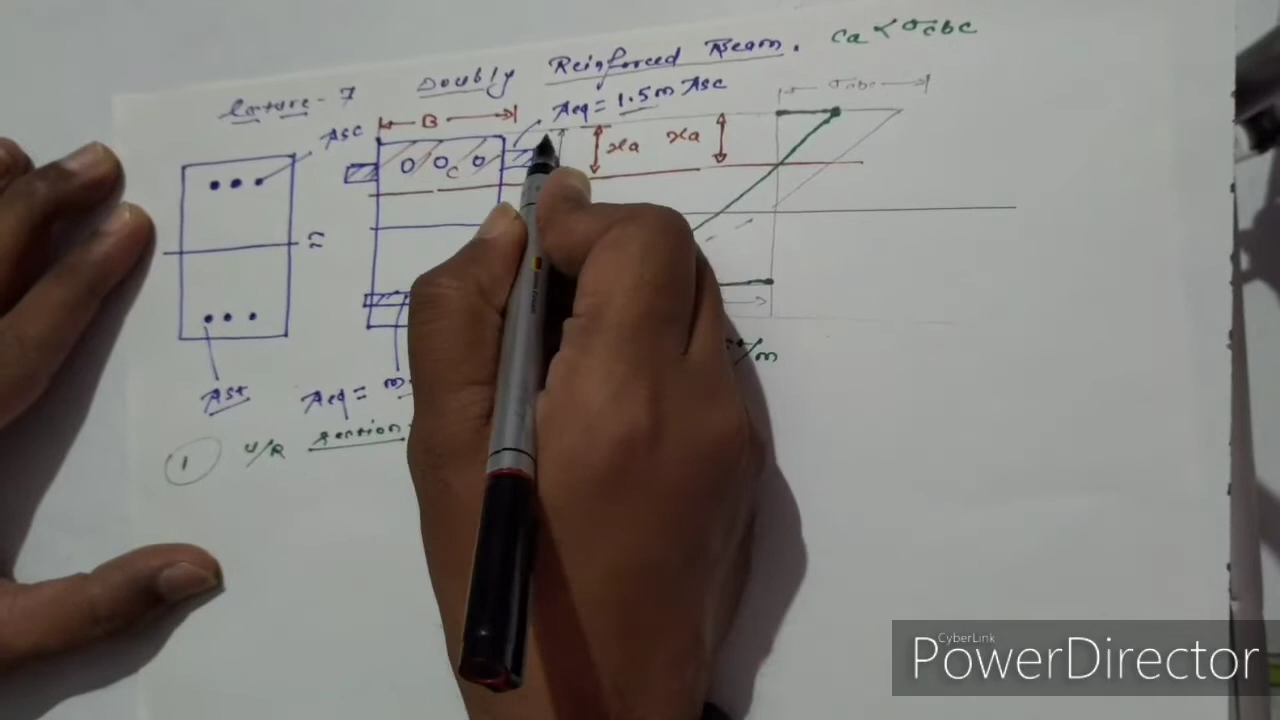 Lecture-7 Doubly Reinforced Beam. Ca < σcbc
Asc
B
Aeq = 1.5m Asc
σcbc
xa xa
C
Ast
Aeq = m
/m
1 U/R section
CyberLink
PowerDirector